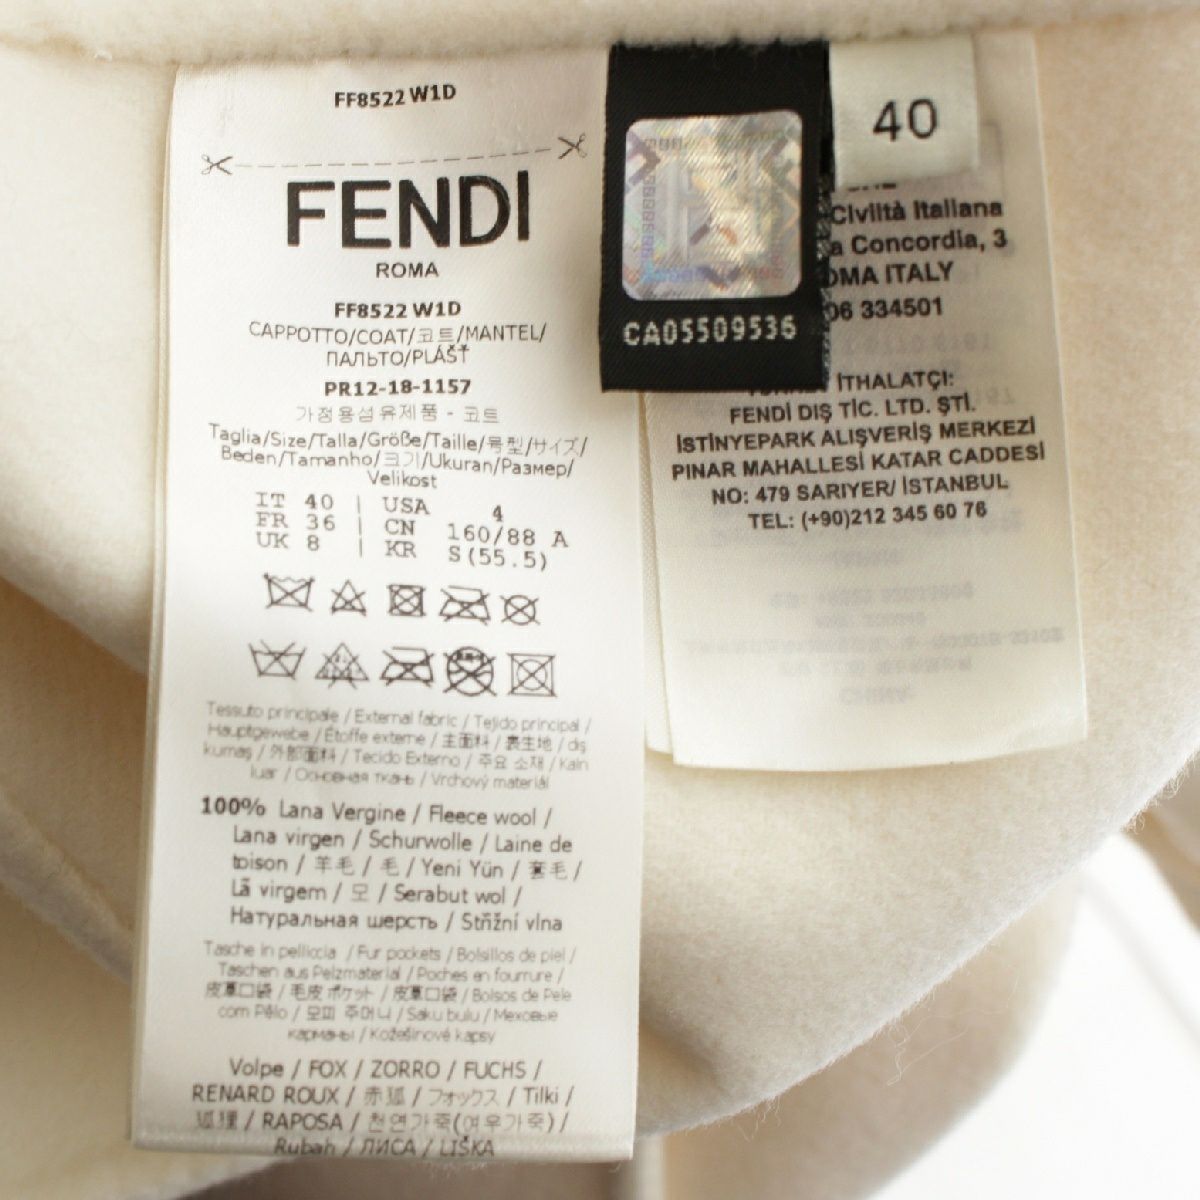 FF8522 W1D
FENDI
ROMA
FF8522 W1D
CAPPOTTO/COAT/코트/MANTEL/
ПАЛЬТО/PLÁŠŤ
PR12-18-1157
가정용섬유제품 - 코트
Taglia/Size/Talla/Größe/Taille/号型/サイズ/
Beden/Tamanho/크기/Ukuran/Размер/
Velikost
IT 40 | USA 4
FR 36 | CN 160/88 A
UK 8 | KR S(55.5)
Tessuto principale / External fabric / Tejido principal /
Hauptgewebe / Étoffe externe / 主面料 / 裏生地 / dış
kumaş / 外部面料 / Tecido Externo / 주요 소재 / Kain
luar / Основная ткань / Vrchový materiál
100% Lana Vergine / Fleece wool /
Lana virgen / Schurwolle / Laine de
toison / 羊毛 / 毛 / Yeni Yün / 套毛 /
Lã virgem / 모 / Serabut wol /
Натуральная шерсть / Střižní vlna
Tasche in pelliccia / Fur pockets / Bolsillos de piel /
Taschen aus Pelzmaterial / Poches en fourrure /
皮草口袋 / 毛皮ポケット / 皮草口袋 / Bolsos de Pele
com Pêlo / 모피 주머니 / Saku bulu / Меховые
карманы / Kožešinové kapsy
Volpe / FOX / ZORRO / FUCHS /
RENARD ROUX / 赤狐 / フォックス / Tilki /
狐狸 / RAPOSA / 천연가죽(여우가죽) /
Rubah / ЛИСА / LIŠKA
CA05509536
40
Civiltà Italiana
a Concordia, 3
OMA ITALY
06 334501
İTHALATÇI:
FENDİ DIŞ TİC. LTD. ŞTİ.
İSTİNYEPARK ALIŞVERİŞ MERKEZİ
PINAR MAHALLESİ KATAR CADDESİ
NO: 479 SARIYER/ İSTANBUL
TEL: (+90)212 345 60 76